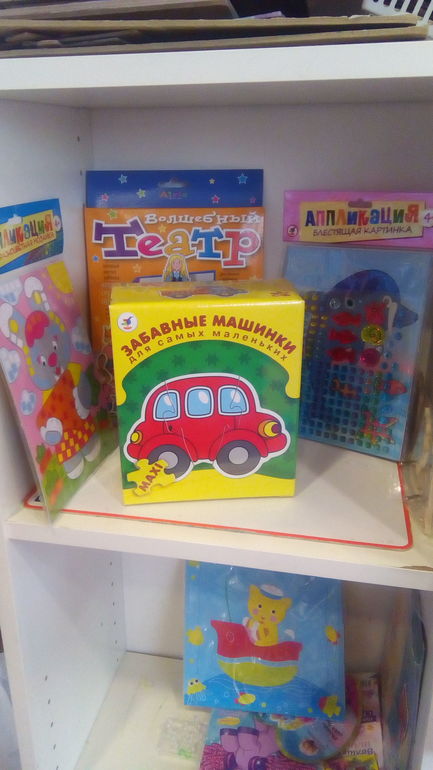 Волшебный
Театр
АППЛИКАЦИЯ
БЛЕСТЯЩАЯ КАРТИНКА
ЗАБАВНЫЕ МАШИНКИ
для самых маленьких
MAXI